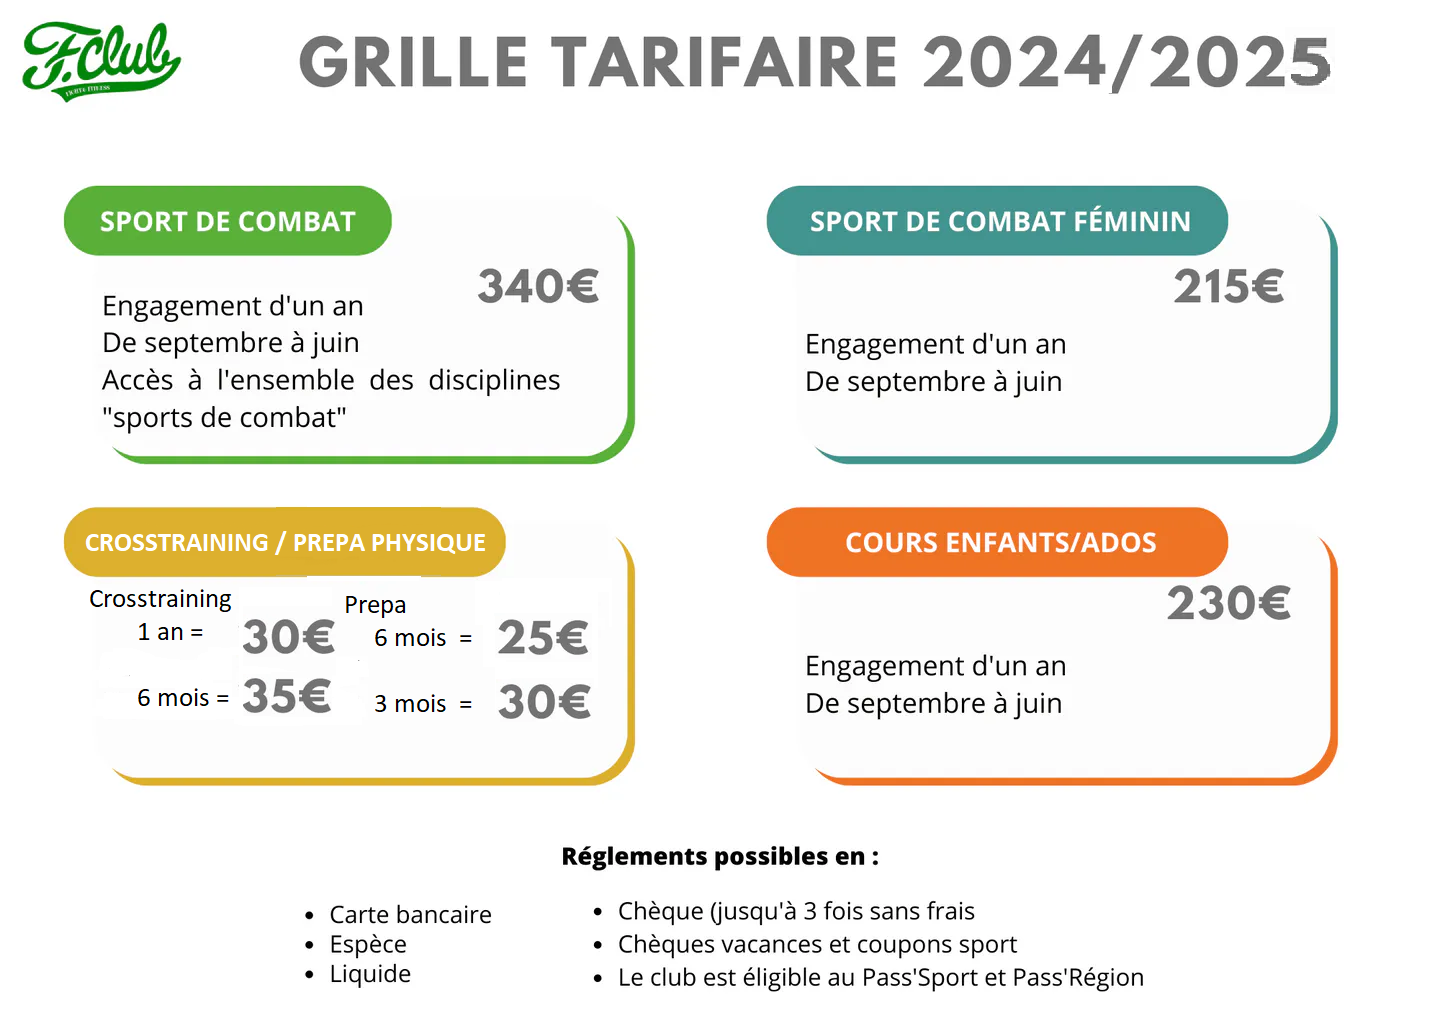 F.Club
GRILLE TARIFAIRE 2024/2025
SPORT DE COMBAT
340€
Engagement d'un an
De septembre à juin
Accès à l'ensemble des disciplines
"sports de combat"
SPORT DE COMBAT FÉMININ
215€
Engagement d'un an
De septembre à juin
CROSSTRAINING / PREPA PHYSIQUE
Crosstraining
1 an = 30€
6 mois = 35€
Prepa
6 mois = 25€
3 mois = 30€
COURS ENFANTS/ADOS
230€
Engagement d'un an
De septembre à juin
Réglements possibles en :
• Carte bancaire
• Espèce
• Liquide
• Chèque (jusqu'à 3 fois sans frais
• Chèques vacances et coupons sport
• Le club est éligible au Pass'Sport et Pass'Région